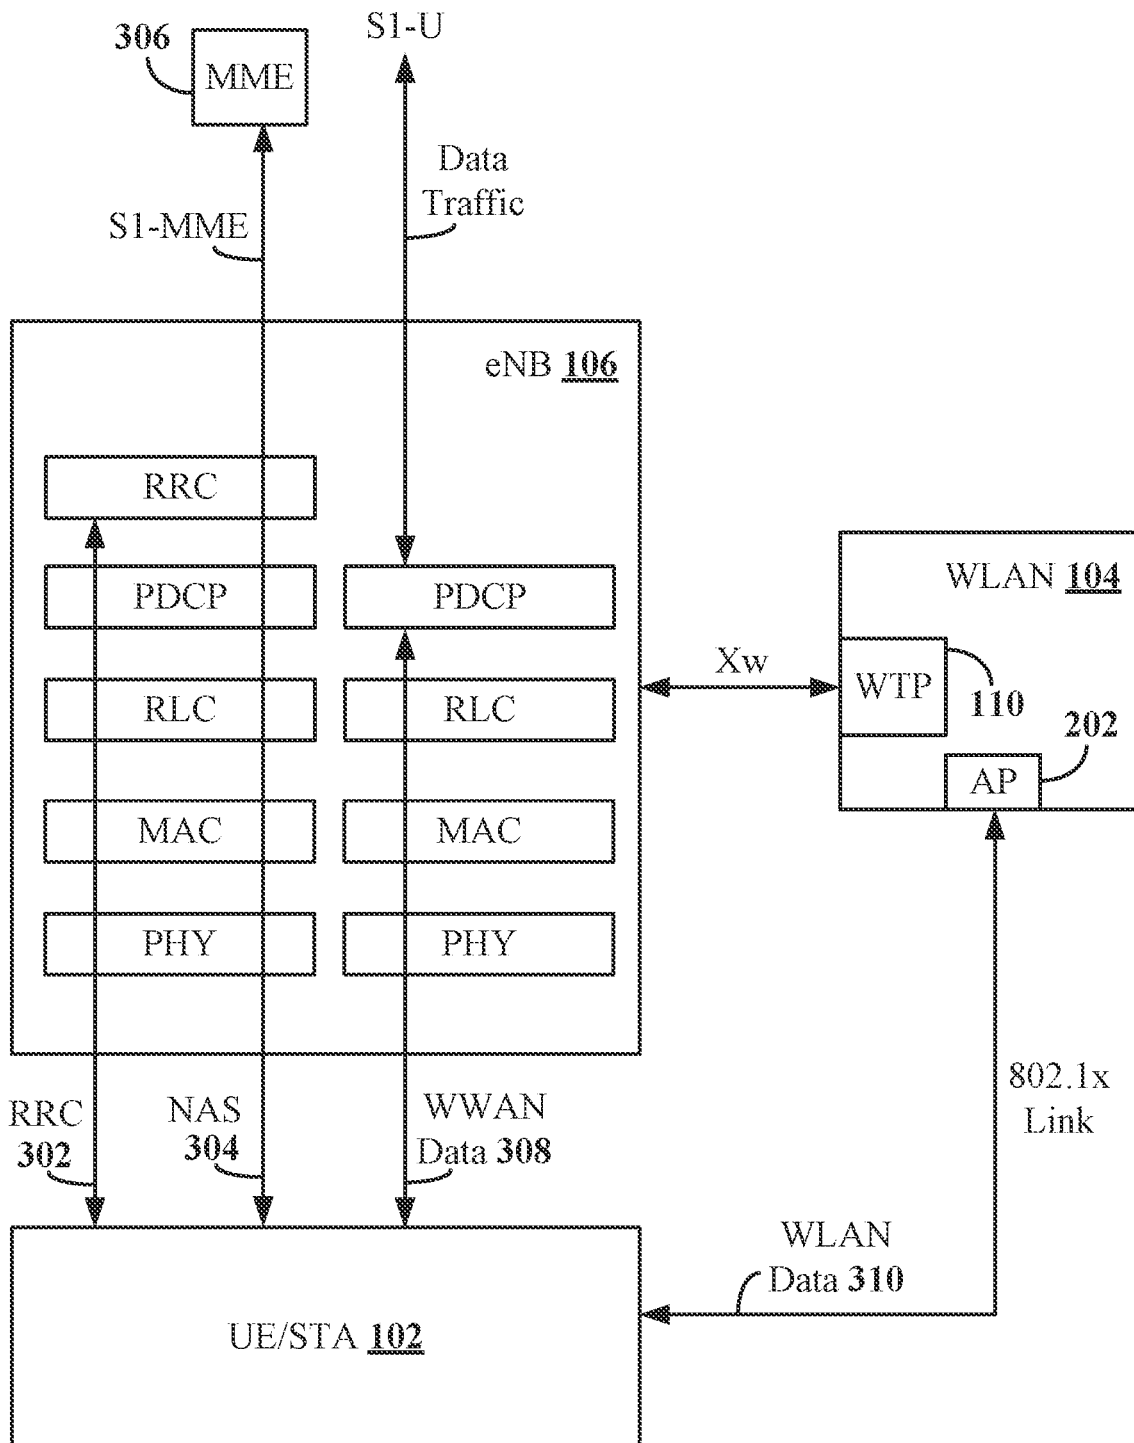 306
MME
S1-U
Data
Traffic
S1-MME
eNB 106
RRC
PDCP
PDCP
RLC
RLC
MAC
MAC
PHY
PHY
Xw
WLAN 104
WTP
110
202
AP
802.1x
Link
RRC
302
NAS
304
WWAN
Data 308
WLAN
Data 310
UE/STA 102